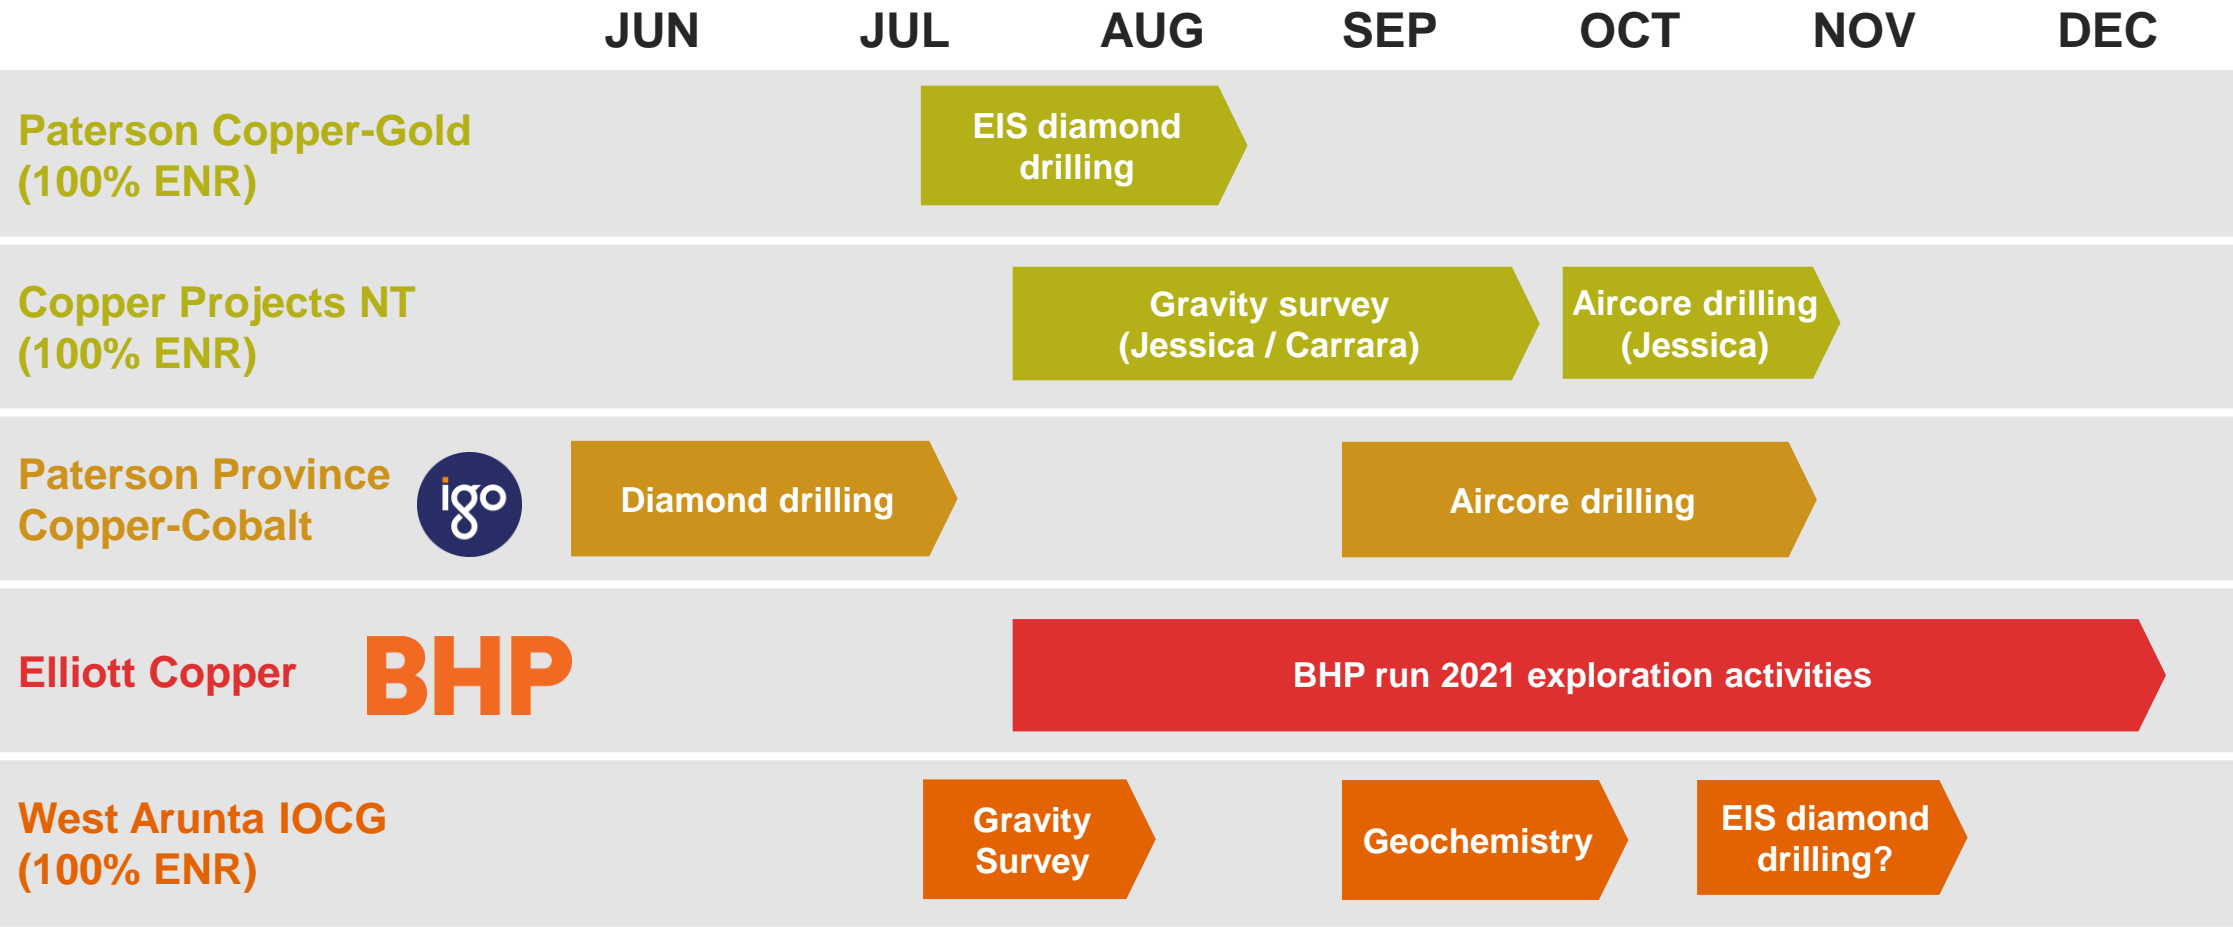 JUN JUL AUG SEP OCT NOV DEC
Paterson Copper-Gold
(100% ENR)
EIS diamond
drilling
Copper Projects NT
(100% ENR)
Gravity survey
(Jessica / Carrara)
Aircore drilling
(Jessica)
Paterson Province
Copper-Cobalt
igo
Diamond drilling
Aircore drilling
Elliott Copper
BHP
BHP run 2021 exploration activities
West Arunta IOCG
(100% ENR)
Gravity
Survey
Geochemistry
EIS diamond
drilling?